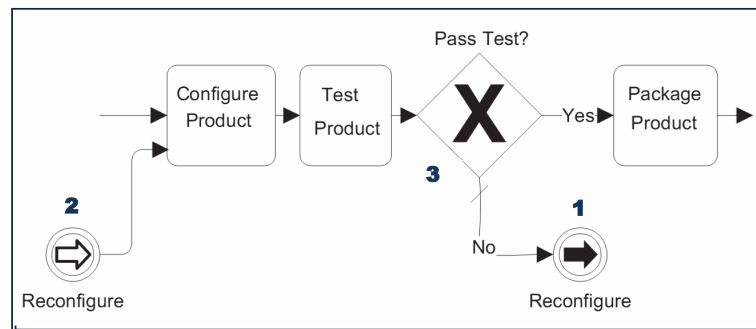 Pass Test?
Configure
Product
Test
Product
X
Yes
Package
Product
3
2
1
No
Reconfigure
Reconfigure